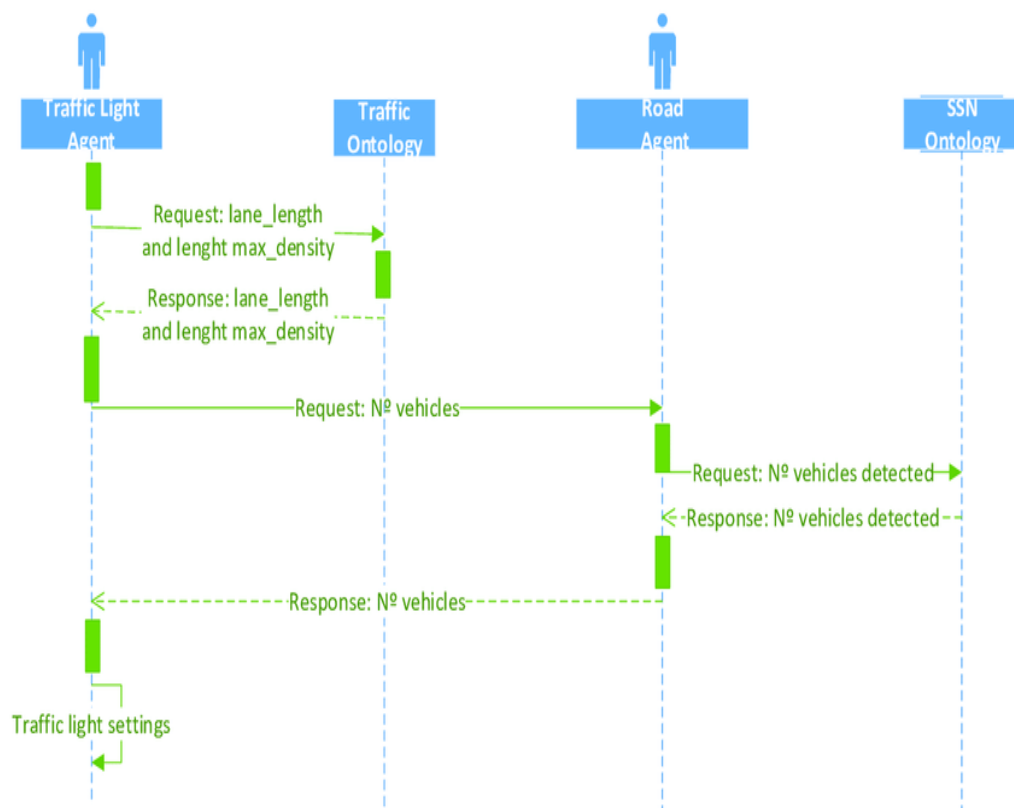 Traffic Light
Agent
Traffic
Ontology
Road
Agent
SSN
Ontology
Request: lane_length
and lenght max_density
Response: lane_length
and lenght max_density
Request: Nº vehicles
Request: Nº vehicles detected
Response: Nº vehicles detected
Response: Nº vehicles
Traffic light settings